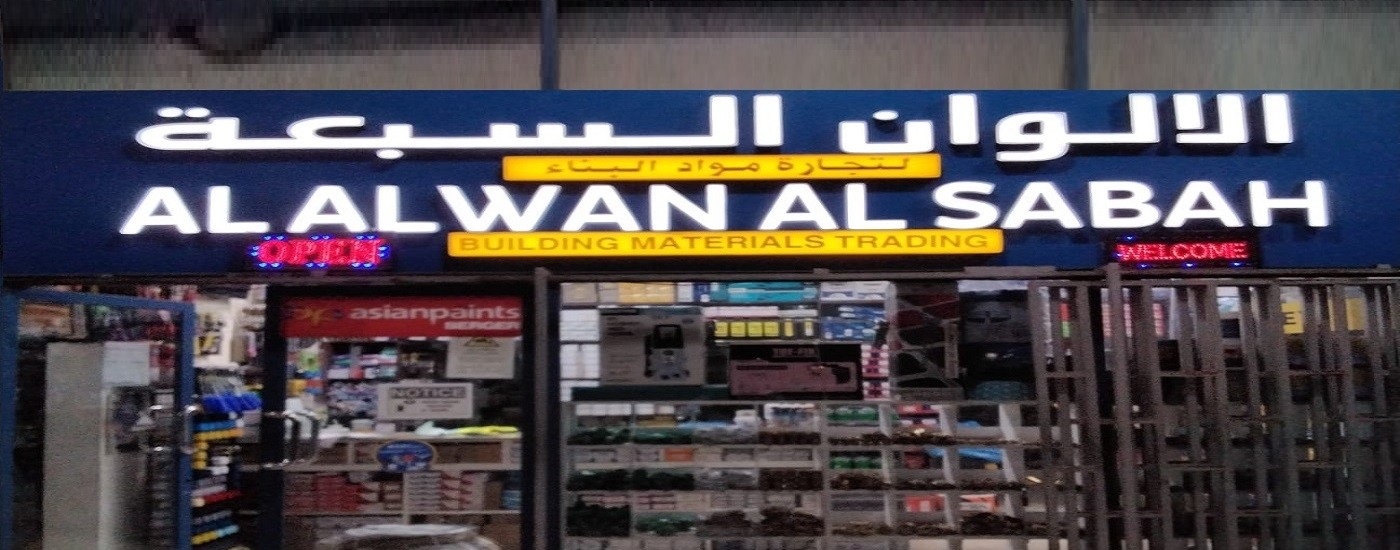 الالوان السبعة
لتجارة مواد البناء
AL ALWAN AL SABAH
BUILDING MATERIALS TRADING
OPEN
WELCOME
asianpaints
BERGER
NOTICE